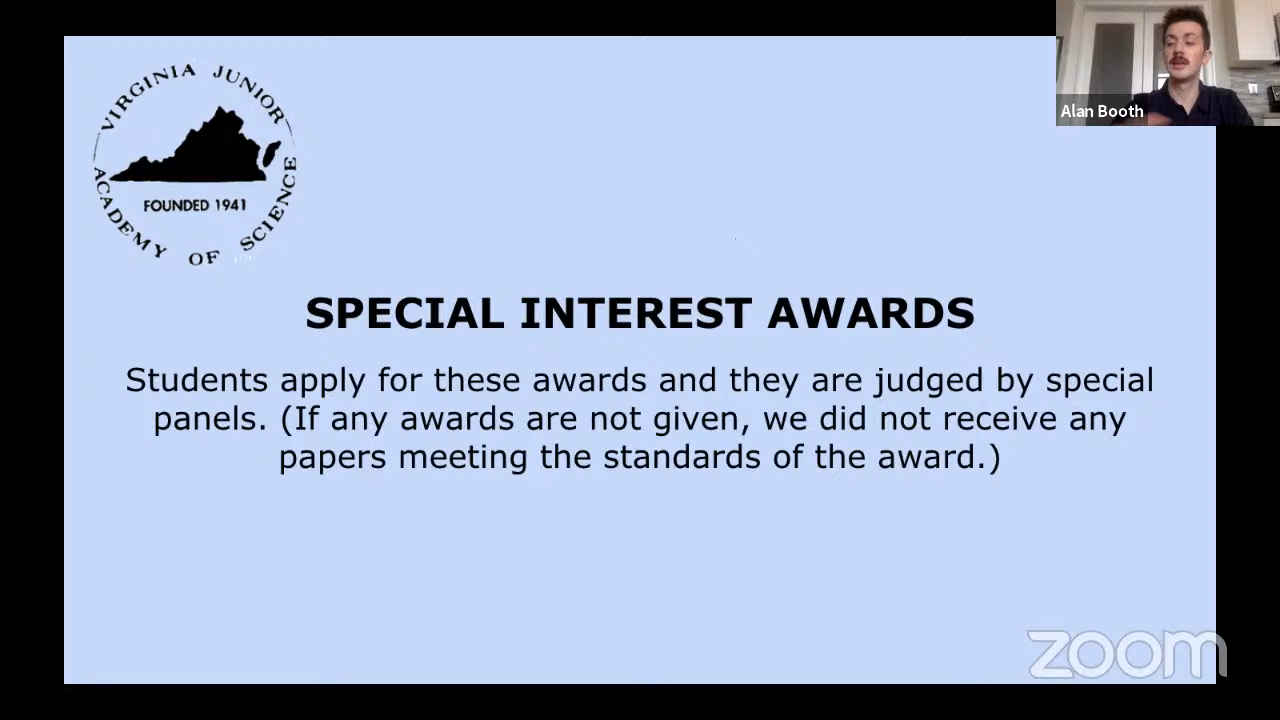 VIRGINIA JUNIOR
ACADEMY OF SCIENCE
FOUNDED 1941
Alan Booth
SPECIAL INTEREST AWARDS
Students apply for these awards and they are judged by special
panels. (If any awards are not given, we did not receive any
papers meeting the standards of the award.)
zoom